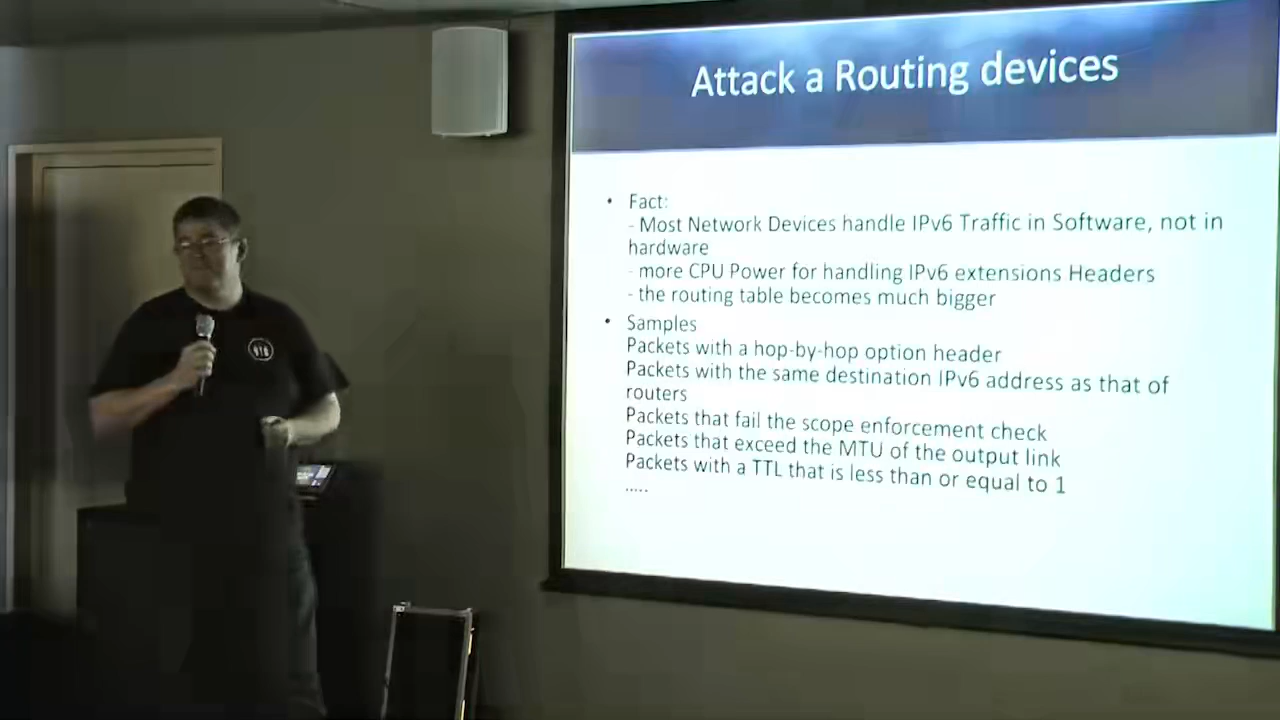 Attack a Routing devices
• Fact:
- Most Network Devices handle IPv6 Traffic in Software, not in
hardware
- more CPU Power for handling IPv6 extensions Headers
- the routing table becomes much bigger
• Samples
Packets with a hop-by-hop option header
Packets with the same destination IPv6 address as that of
routers
Packets that fail the scope enforcement check
Packets that exceed the MTU of the output link
Packets with a TTL that is less than or equal to 1
.....